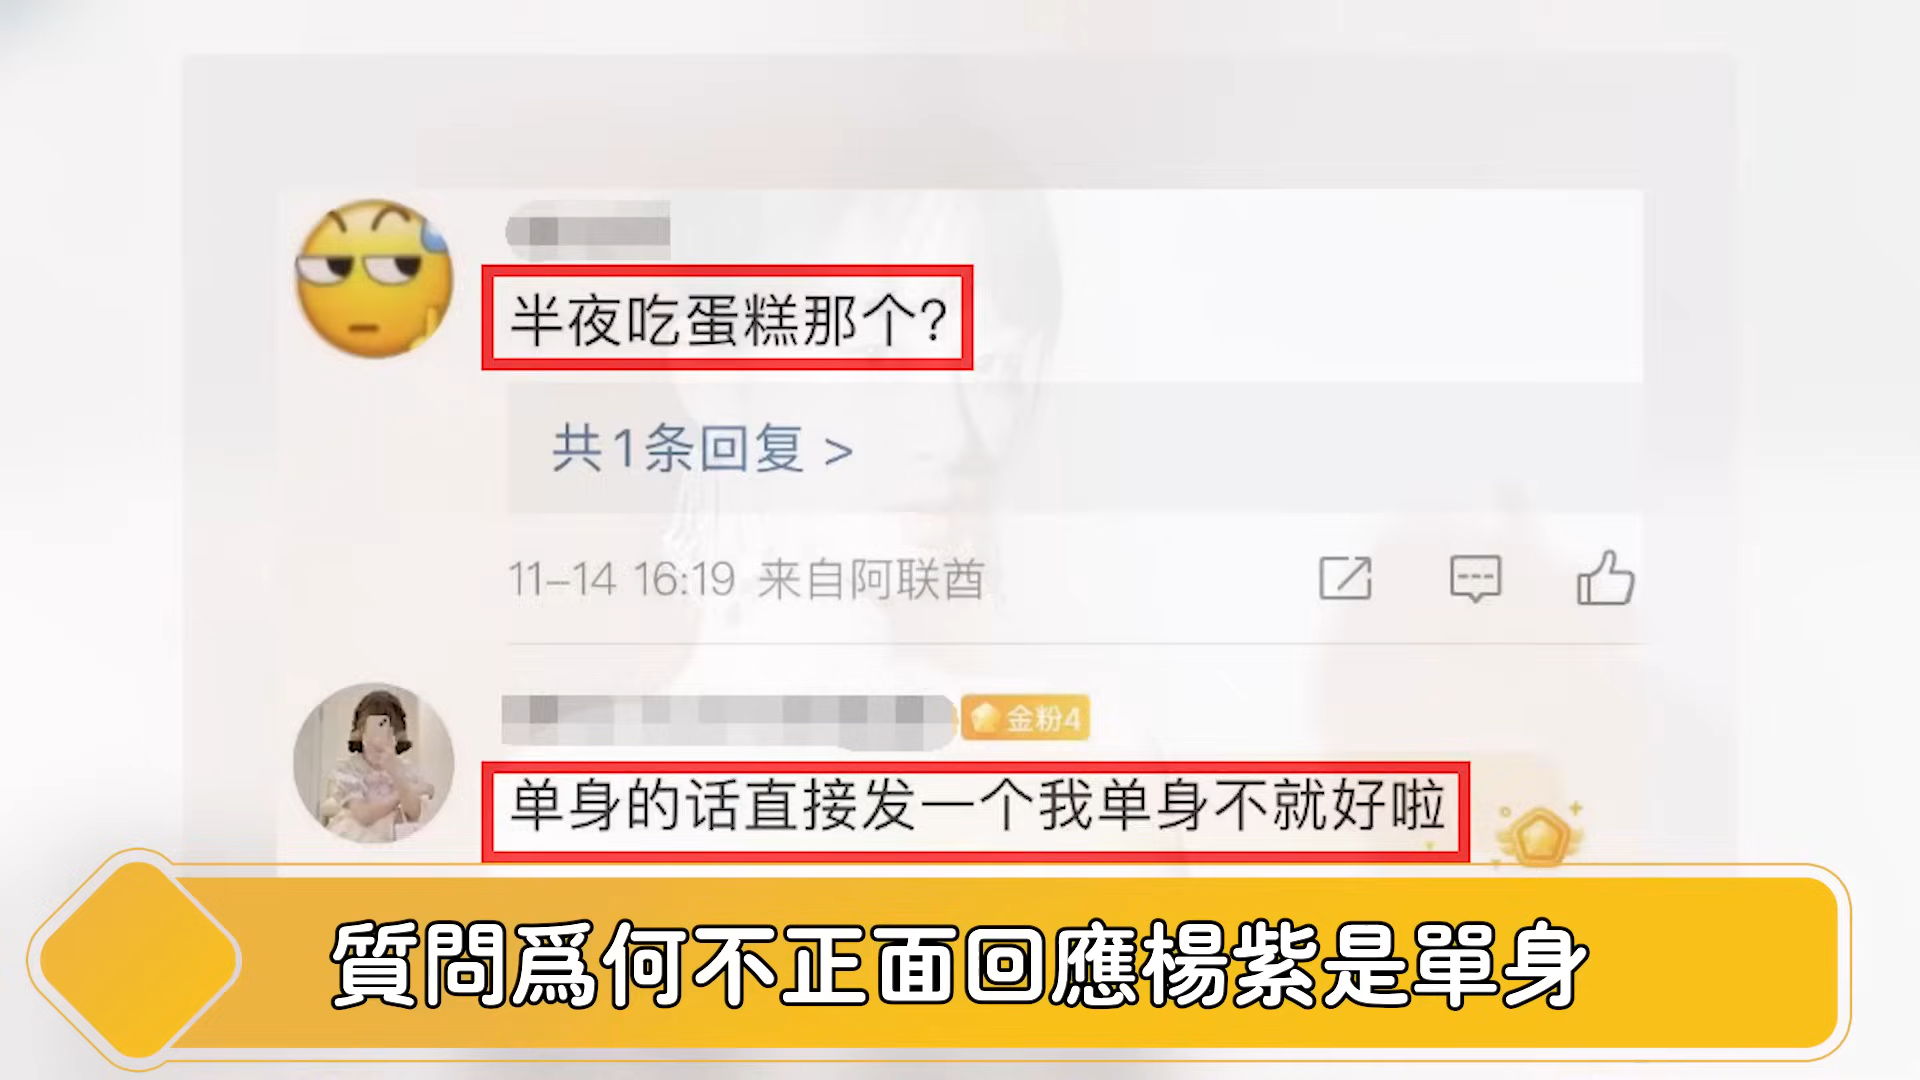 半夜吃蛋糕那个?
共1条回复 >
11-14 16:19 来自阿联酋
金粉4
单身的话直接发一个我单身不就好啦
質問爲何不正面回應楊紫是單身